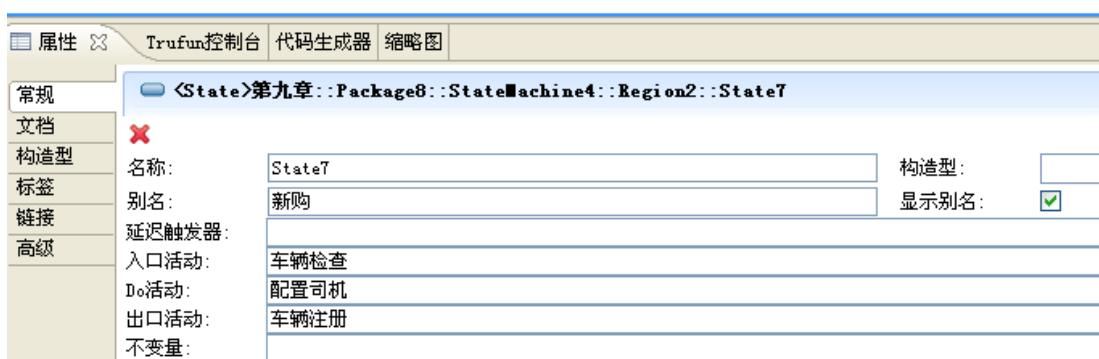 属性 Trufun控制台 代码生成器 缩略图
常规
文档
构造型
标签
链接
高级
<State>第九章::Package8::StateMachine4::Region2::State7
名称: State7 构造型:
别名: 新购 显示别名:
延迟触发器:
入口活动: 车辆检查
Do活动: 配置司机
出口活动: 车辆注册
不变量: